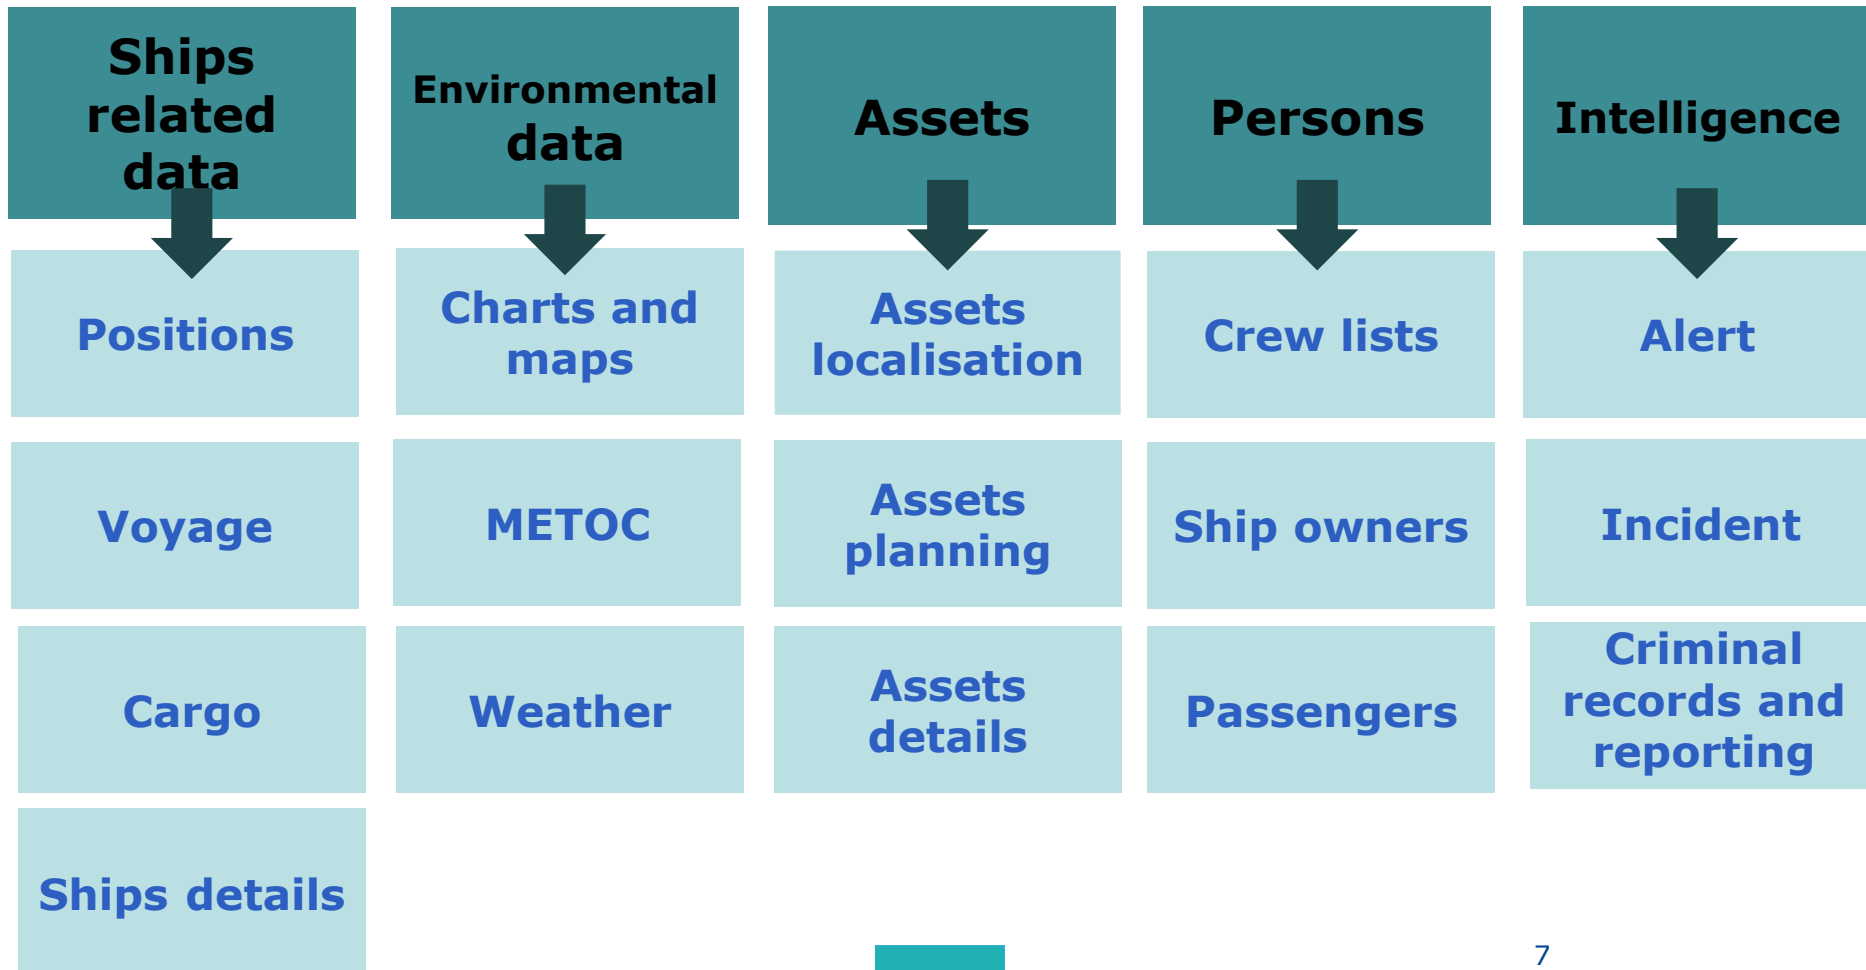 Ships
related
data
Environmental
data
Assets
Persons
Intelligence
Positions
Charts and
maps
Assets
localisation
Crew lists
Alert
Voyage
METOC
Assets
planning
Ship owners
Incident
Cargo
Weather
Assets
details
Passengers
Criminal
records and
reporting
Ships details
7